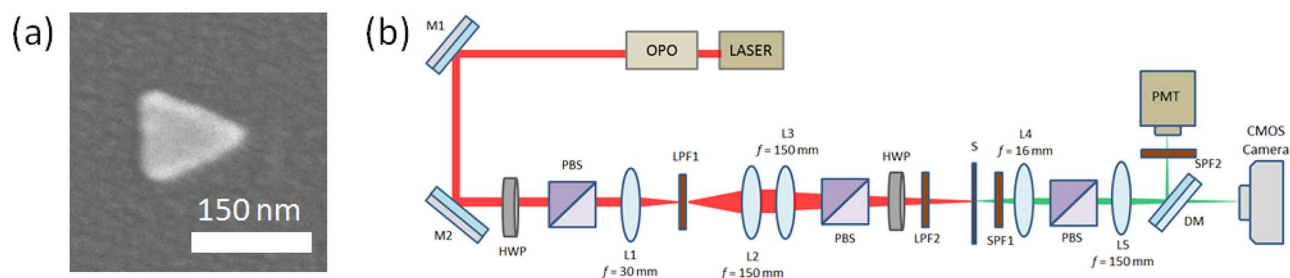 (a)
150 nm
(b)
M1
OPO
LASER
M2
HWP
PBS
L1
f = 30 mm
LPF1
L2
f = 150 mm
L3
f = 150 mm
PBS
HWP
LPF2
S
SPF1
L4
f = 16 mm
PBS
L5
f = 150 mm
PMT
SPF2
DM
CMOS
Camera